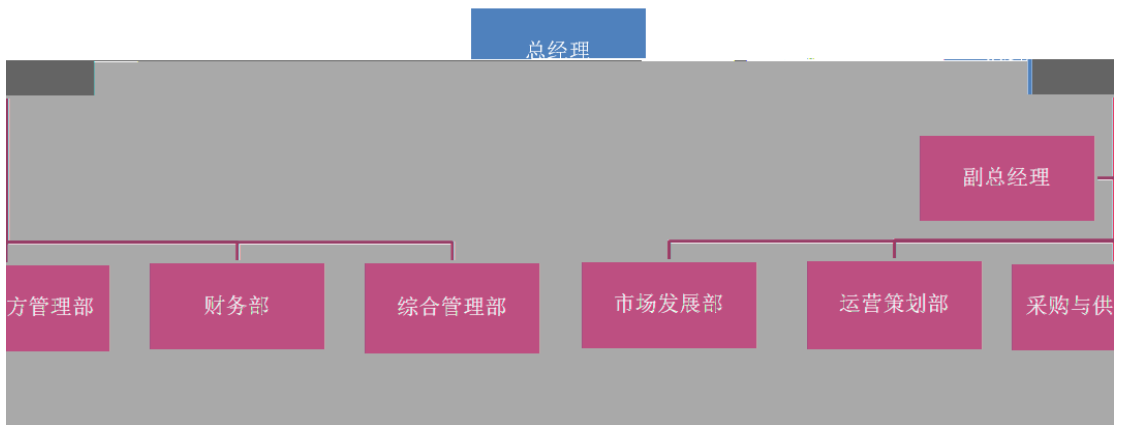 总经理
副总经理
方管理部
财务部
综合管理部
市场发展部
运营策划部
采购与供